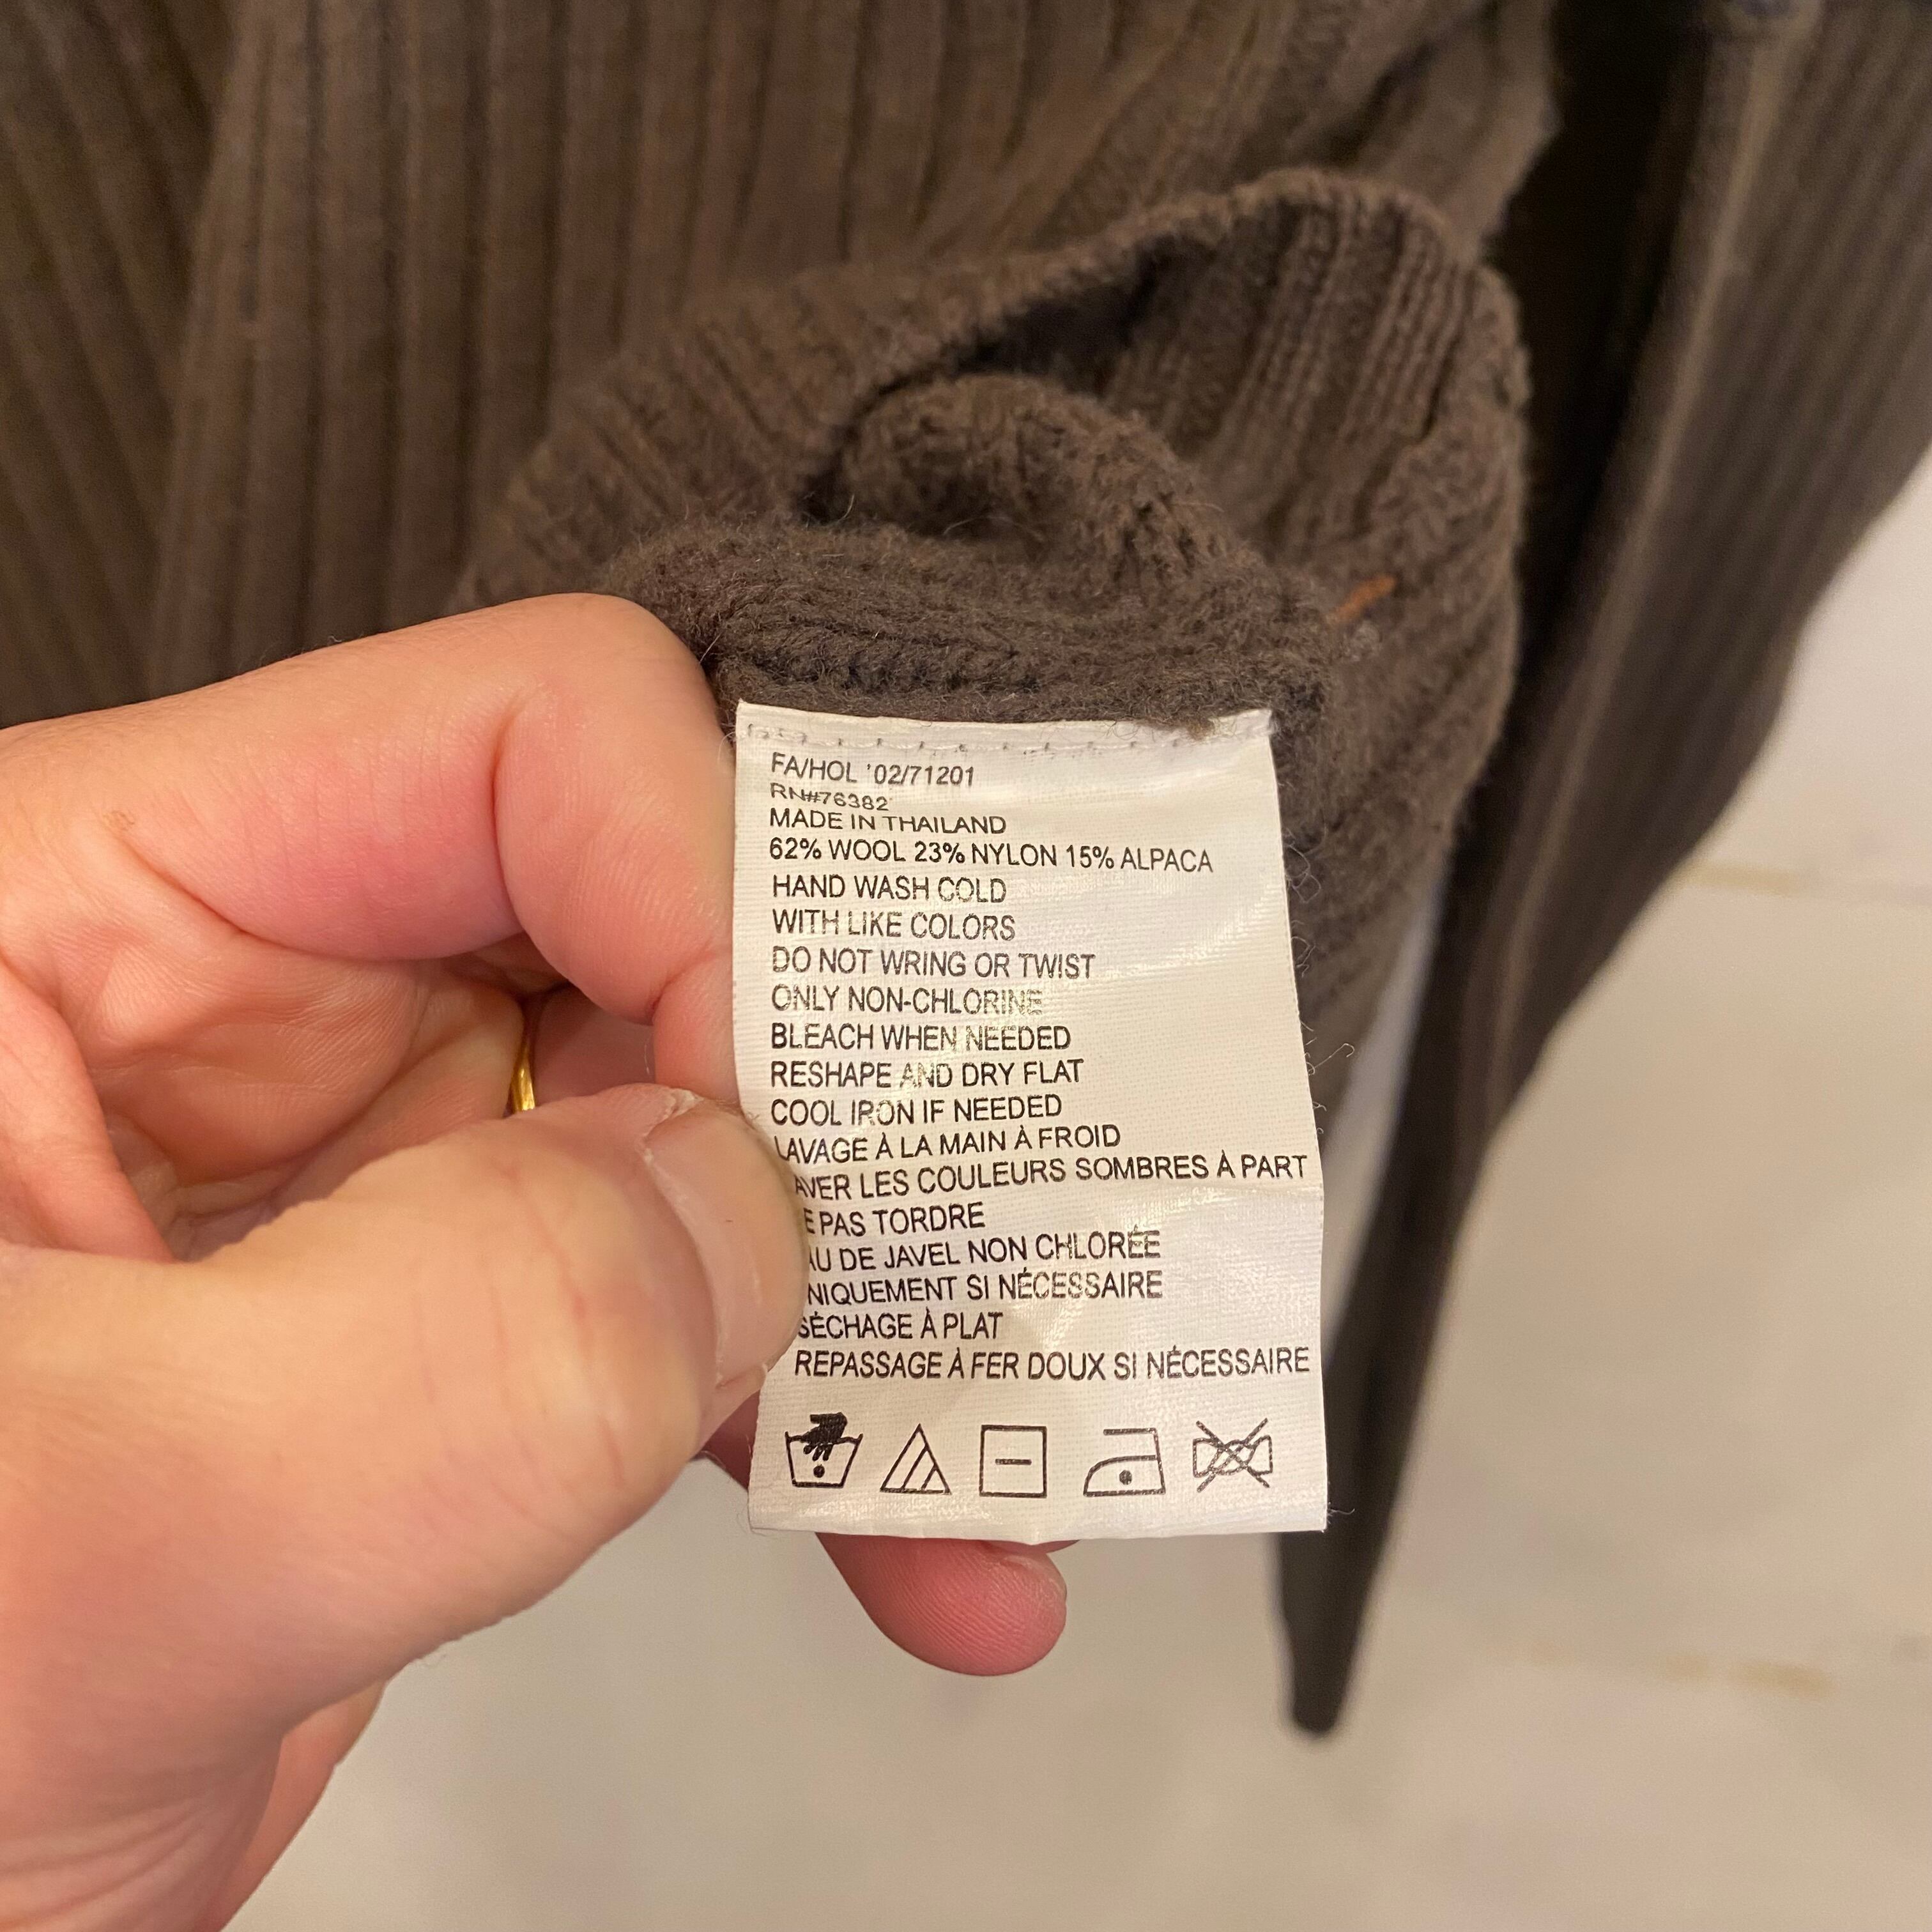 FA/HOL '02/71201
RN#76382
MADE IN THAILAND
62% WOOL 23% NYLON 15% ALPACA
HAND WASH COLD
WITH LIKE COLORS
DO NOT WRING OR TWIST
ONLY NON-CHLORINE
BLEACH WHEN NEEDED
RESHAPE AND DRY FLAT
COOL IRON IF NEEDED
LAVAGE À LA MAIN À FROID
AVER LES COULEURS SOMBRES À PART
E PAS TORDRE
AU DE JAVEL NON CHLORÉE
NIQUEMENT SI NÉCESSAIRE
SÉCHAGE À PLAT
REPASSAGE À FER DOUX SI NÉCESSAIRE